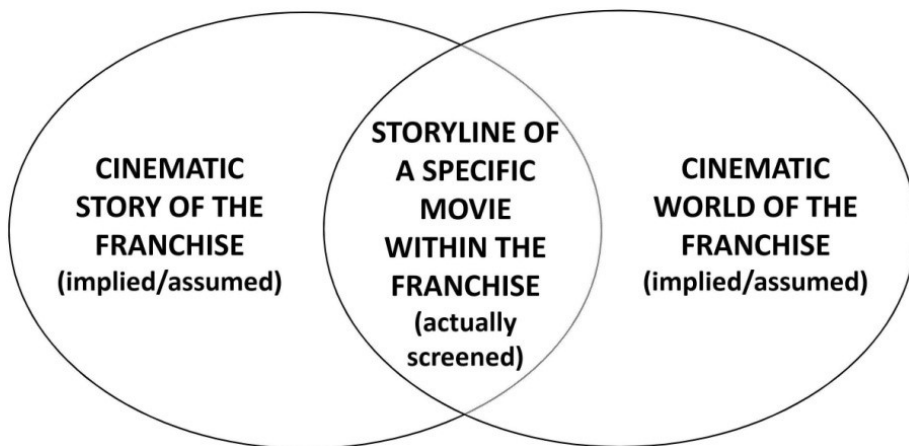 CINEMATIC
STORY OF THE
FRANCHISE
(implied/assumed)
STORYLINE OF
A SPECIFIC
MOVIE
WITHIN THE
FRANCHISE
(actually
screened)
CINEMATIC
WORLD OF THE
FRANCHISE
(implied/assumed)